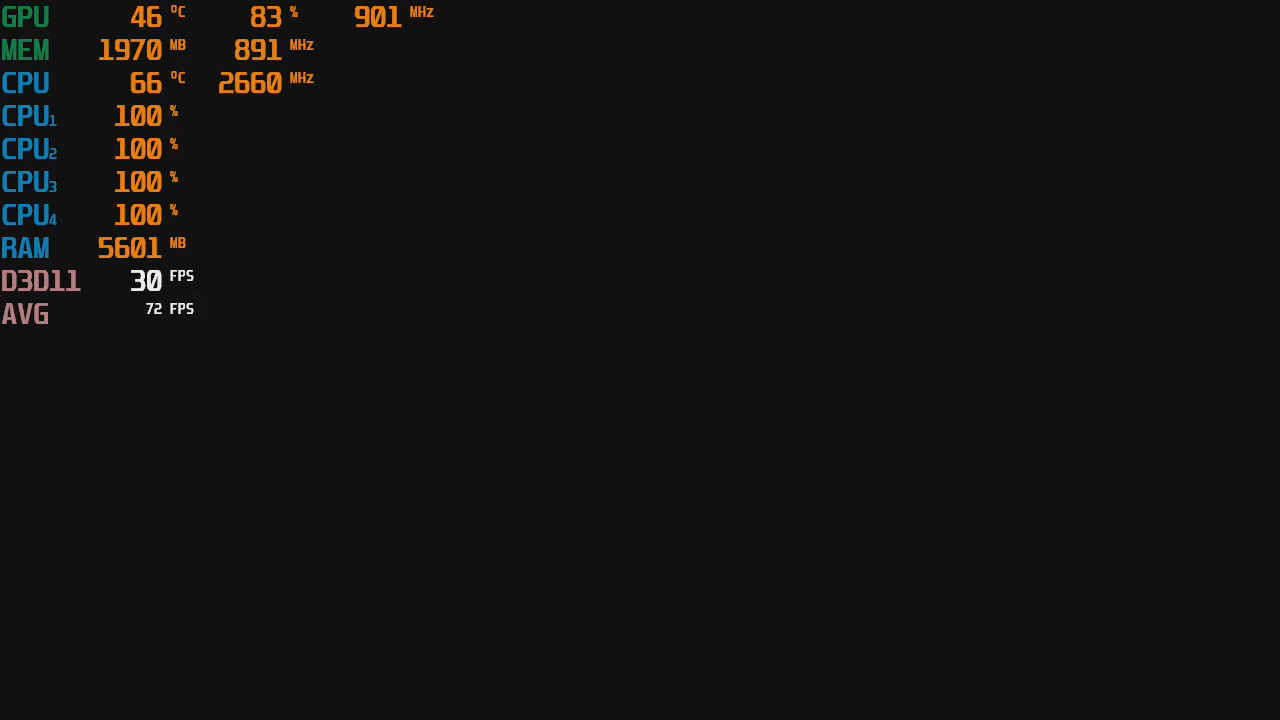 GPU 46 °C 83 % 901 MHz
MEM 1970 MB 891 MHz
CPU 66 °C 2660 MHz
CPU1 100 %
CPU2 100 %
CPU3 100 %
CPU4 100 %
RAM 5601 MB
D3D11 30 FPS
AVG 72 FPS